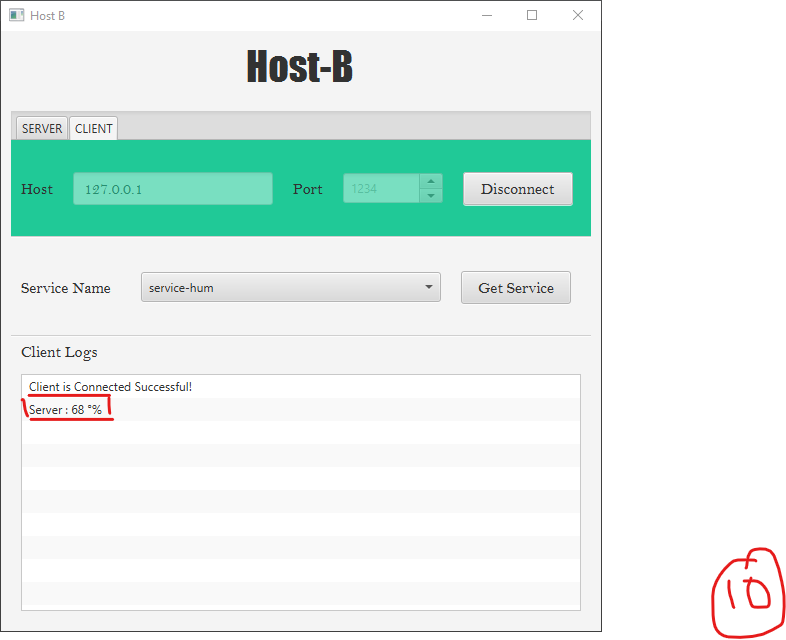 Host B
Host-B
SERVER CLIENT
Host 127.0.0.1 Port 1234 Disconnect
Service Name service-hum Get Service
Client Logs
Client is Connected Successful!
Server : 68 °%
10